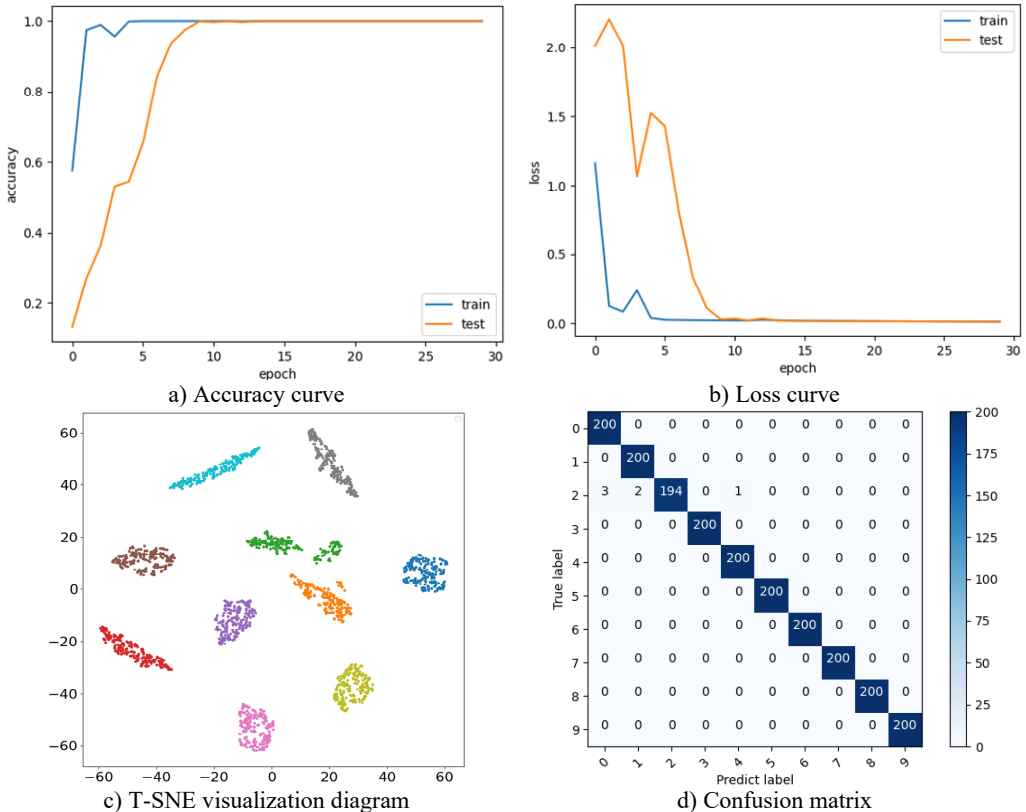 1.0
0.8
0.6
0.4
0.2
accuracy
0 5 10 15 20 25 30
epoch
train
test
a) Accuracy curve
2.0
1.5
1.0
0.5
0.0
loss
0 5 10 15 20 25 30
epoch
train
test
b) Loss curve
60
40
20
0
−20
−40
−60
−60 −40 −20 0 20 40 60
c) T-SNE visualization diagram
True label
0 200 0 0 0 0 0 0 0 0 0
1 0 200 0 0 0 0 0 0 0 0
2 3 2 194 0 1 0 0 0 0 0
3 0 0 0 200 0 0 0 0 0 0
4 0 0 0 0 200 0 0 0 0 0
5 0 0 0 0 0 200 0 0 0 0
6 0 0 0 0 0 0 200 0 0 0
7 0 0 0 0 0 0 0 200 0 0
8 0 0 0 0 0 0 0 0 200 0
9 0 0 0 0 0 0 0 0 0 200
0 1 2 3 4 5 6 7 8 9
Predict label
200
175
150
125
100
75
50
25
0
d) Confusion matrix